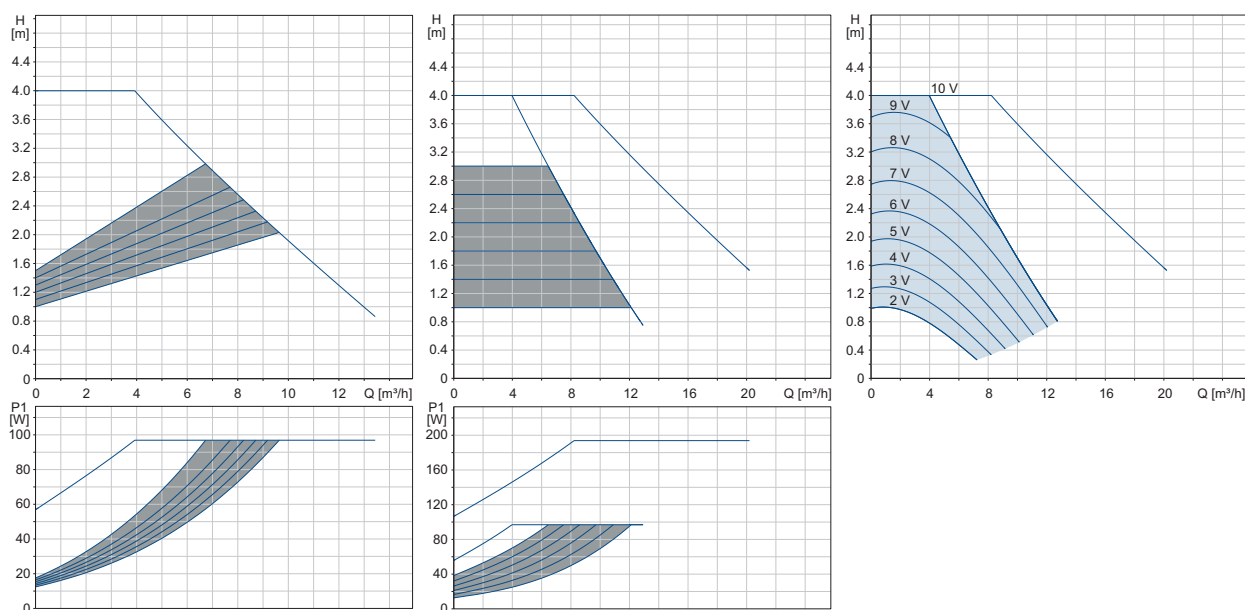 H
[m]
4.4
4.0
3.6
3.2
2.8
2.4
2.0
1.6
1.2
0.8
0.4
0 2 4 6 8 10 12 Q [m³/h]
P1
[W]
100
80
60
40
20
0
H
[m]
4.4
4.0
3.6
3.2
2.8
2.4
2.0
1.6
1.2
0.8
0.4
0 4 8 12 16 20 Q [m³/h]
P1
[W]
200
160
120
80
40
0
H
[m]
4.4
4.0
3.6
3.2
2.8
2.4
2.0
1.6
1.2
0.8
0.4
10 V
9 V
8 V
7 V
6 V
5 V
4 V
3 V
2 V
0 4 8 12 16 20 Q [m³/h]